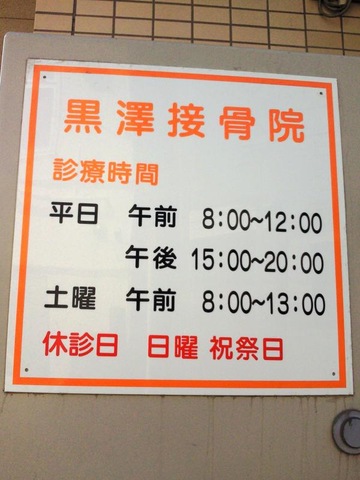 黒澤接骨院
診療時間
平日 午前 8:00~12:00
午後 15:00~20:00
土曜 午前 8:00~13:00
休診日 日曜 祝祭日